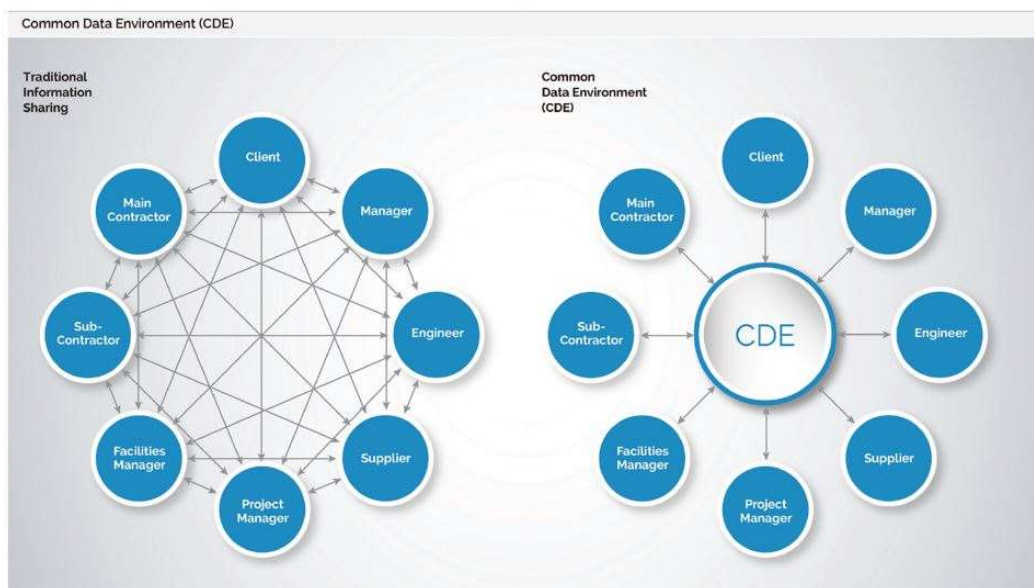 Common Data Environment (CDE)
Traditional
Information
Sharing
Client
Main
Contractor
Manager
Sub-
Contractor
Engineer
Facilities
Manager
Supplier
Project
Manager
Common
Data Environment
(CDE)
Client
Main
Contractor
Manager
Sub-
Contractor
CDE
Engineer
Facilities
Manager
Supplier
Project
Manager